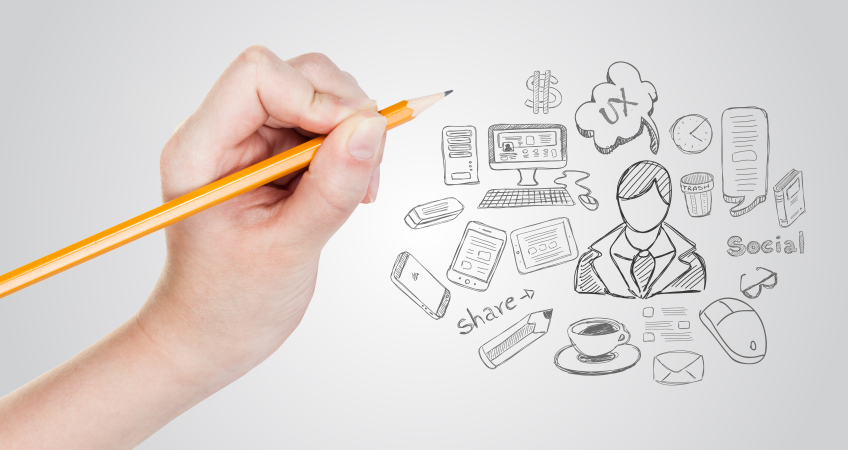 $
UX
TRASH
Social
share